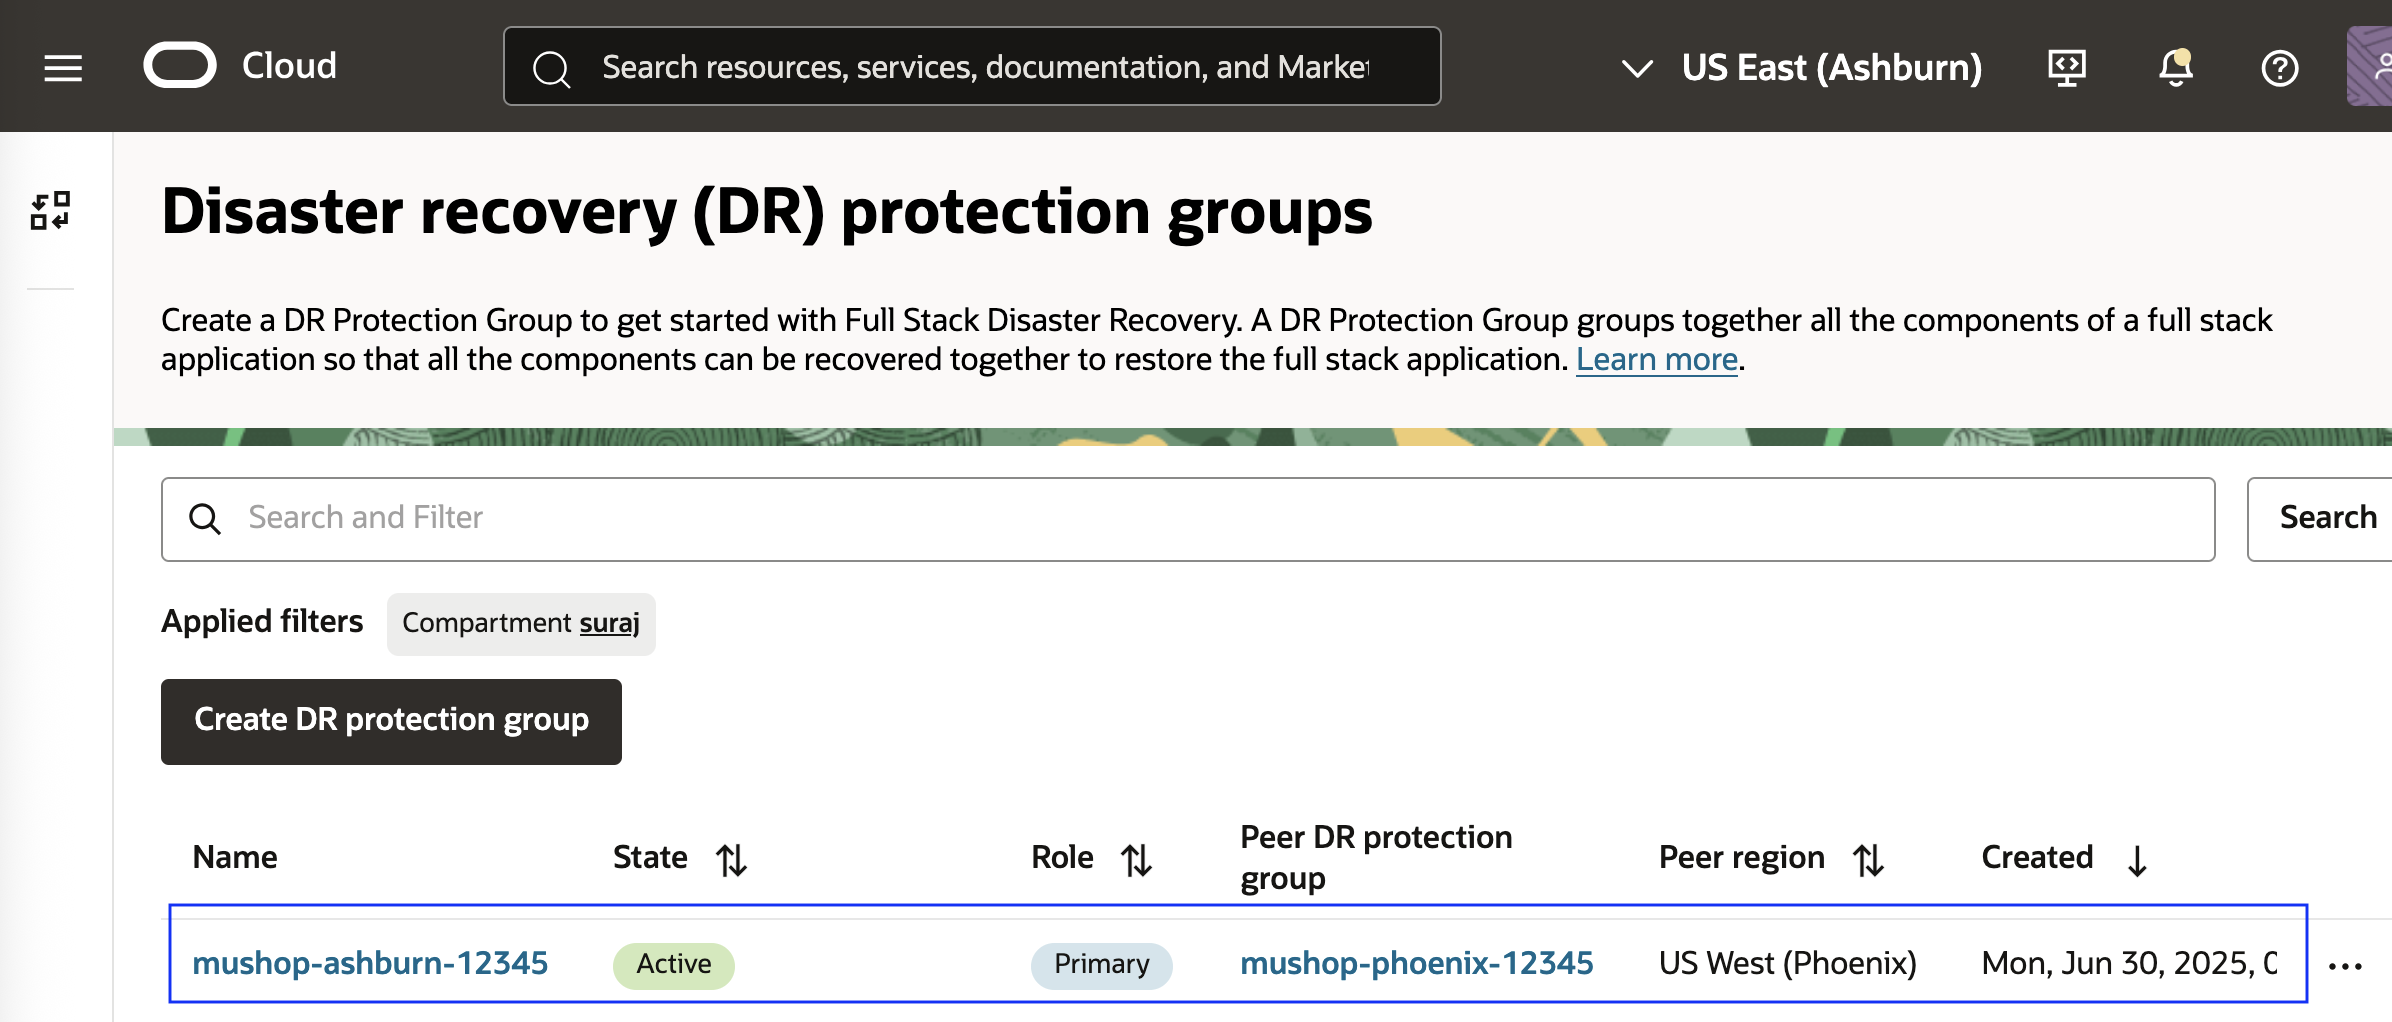 Cloud
Search resources, services, documentation, and Market
US East (Ashburn)
Disaster recovery (DR) protection groups
Create a DR Protection Group to get started with Full Stack Disaster Recovery. A DR Protection Group groups together all the components of a full stack
application so that all the components can be recovered together to restore the full stack application. Learn more.
Search and Filter
Search
Applied filters
Compartment suraj
Create DR protection group
Name State Role Peer DR protection group Peer region Created
mushop-ashburn-12345 Active Primary mushop-phoenix-12345 US West (Phoenix) Mon, Jun 30, 2025,